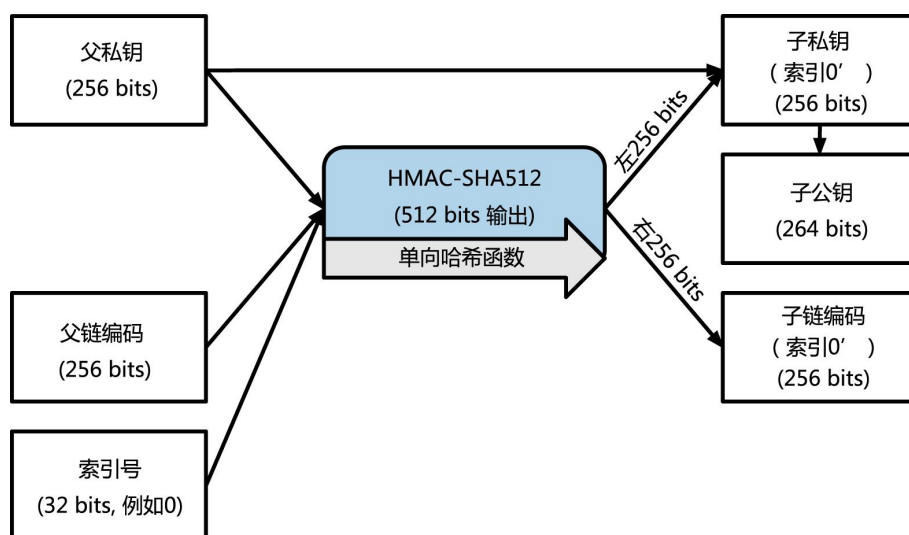 父私钥
(256 bits)
父链编码
(256 bits)
索引号
(32 bits, 例如0)
HMAC-SHA512
(512 bits 输出)
单向哈希函数
左256 bits
右256 bits
子私钥
( 索引0′ )
(256 bits)
子公钥
(264 bits)
子链编码
( 索引0′ )
(256 bits)